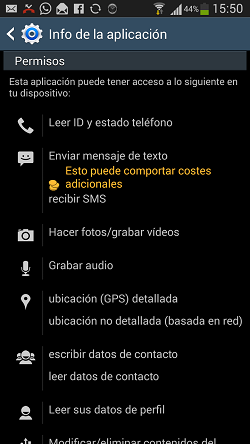 44% 15:50
Info de la aplicación
Permisos
Esta aplicación puede tener acceso a lo siguiente en
tu dispositivo:
Leer ID y estado teléfono
Enviar mensaje de texto
Esto puede comportar costes
adicionales
recibir SMS
Hacer fotos/grabar vídeos
Grabar audio
ubicación (GPS) detallada
ubicación no detallada (basada en red)
escribir datos de contacto
leer datos de contacto
Leer sus datos de perfil
Modificar/eliminar contenidos del